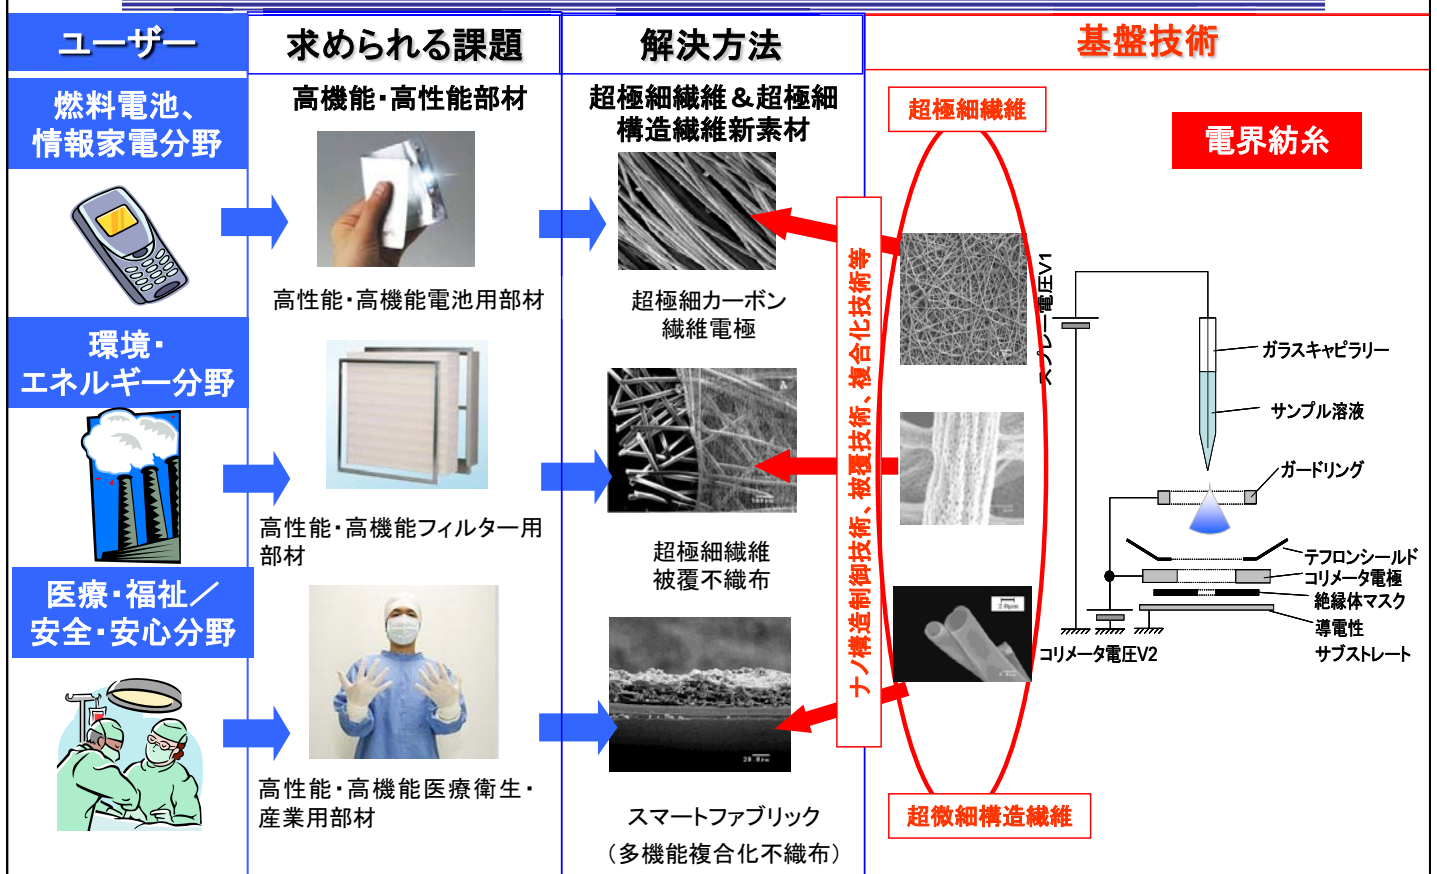 ユーザー
求められる課題
解決方法
基盤技術
燃料電池、
情報家電分野
高機能・高性能部材
超極細繊維＆超極細
構造繊維新素材
超極細繊維
電界紡糸
高性能・高機能電池用部材
超極細カーボン
繊維電極
環境・
エネルギー分野
高性能・高機能フィルター用
部材
超極細繊維
被覆不織布
医療・福祉／
安全・安心分野
高性能・高機能医療衛生・
産業用部材
20.0μm
スマートファブリック
（多機能複合化不織布）
ナノ構造制御技術、被覆技術、複合化技術等
2.0μm
超微細構造繊維
スプレー電圧V1
ガラスキャピラリー
サンプル溶液
ガードリング
テフロンシールド
コリメータ電極
絶縁体マスク
導電性
サブストレート
コリメータ電圧V2